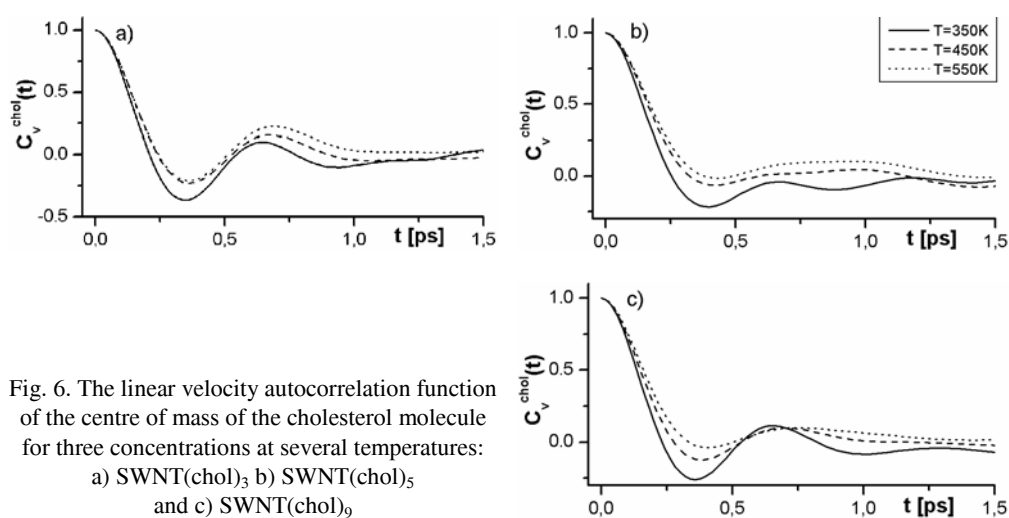 a)
C_v^chol(t)
1.0
0.5
0.0
-0.5
0,0 0,5 1,0 1,5
t [ps]
b)
T=350K
T=450K
T=550K
C_v^chol(t)
1.0
0.5
0.0
0,0 0,5 1,0 1,5
t [ps]
c)
C_v^chol(t)
1.0
0.5
0.0
0,0 0,5 1,0 1,5
t [ps]
Fig. 6. The linear velocity autocorrelation function
of the centre of mass of the cholesterol molecule
for three concentrations at several temperatures:
a) SWNT(chol)₃ b) SWNT(chol)₅
and c) SWNT(chol)₉